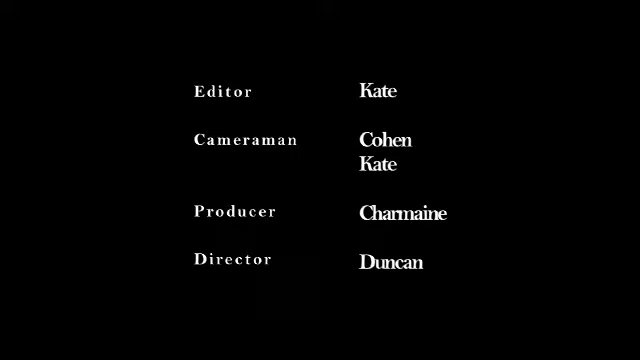 Editor Kate
Cameraman Cohen
Kate
Producer Charmaine
Director Duncan